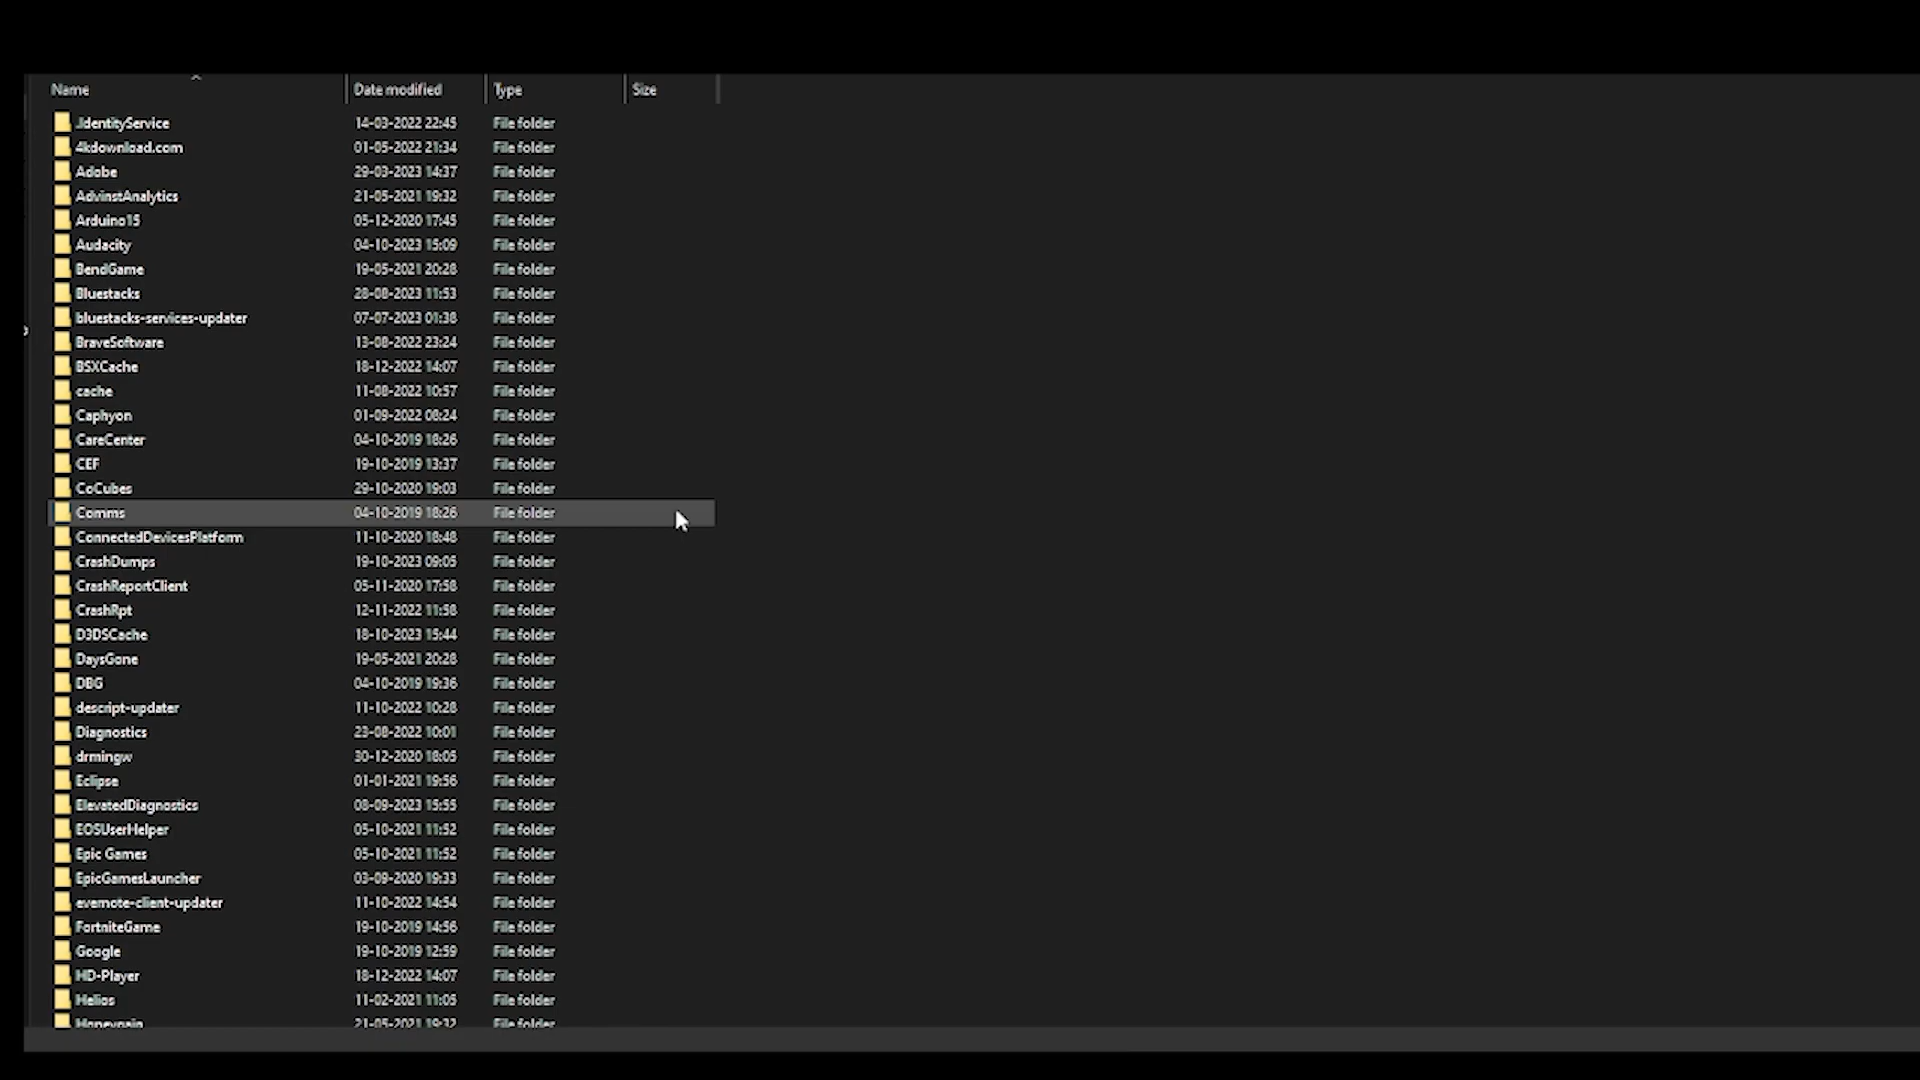 Name Date modified Type Size
.IdentityService 14-03-2022 22:45 File folder
4kdownload.com 01-05-2022 21:34 File folder
Adobe 29-03-2023 14:37 File folder
AdvinstAnalytics 21-05-2021 19:32 File folder
Arduino15 05-12-2020 17:45 File folder
Audacity 04-10-2023 15:09 File folder
BendGame 19-05-2021 20:28 File folder
Bluestacks 28-08-2023 11:53 File folder
bluestacks-services-updater 07-07-2023 01:38 File folder
BraveSoftware 13-08-2022 23:24 File folder
BSXCache 18-12-2022 14:07 File folder
cache 11-08-2022 10:57 File folder
Caphyon 01-09-2022 08:24 File folder
CareCenter 04-10-2019 18:26 File folder
CEF 19-10-2019 13:37 File folder
CoCubes 29-10-2020 19:03 File folder
Comms 04-10-2019 18:26 File folder
ConnectedDevicesPlatform 11-10-2020 18:48 File folder
CrashDumps 19-10-2023 09:05 File folder
CrashReportClient 05-11-2020 17:58 File folder
CrashRpt 12-11-2022 11:58 File folder
D3DSCache 18-10-2023 15:44 File folder
DaysGone 19-05-2021 20:28 File folder
DBG 04-10-2019 19:36 File folder
descript-updater 11-10-2022 10:28 File folder
Diagnostics 23-08-2022 10:01 File folder
drmingw 30-12-2020 18:05 File folder
Eclipse 01-01-2021 19:56 File folder
ElevatedDiagnostics 08-09-2023 15:55 File folder
EOSUserHelper 05-10-2021 11:52 File folder
Epic Games 05-10-2021 11:52 File folder
EpicGamesLauncher 03-09-2020 19:33 File folder
evernote-client-updater 11-10-2022 14:54 File folder
FortniteGame 19-10-2019 14:56 File folder
Google 19-10-2019 12:59 File folder
HD-Player 18-12-2022 14:07 File folder
Helios 11-02-2021 11:05 File folder
Honeygain 21-05-2021 19:32 File folder